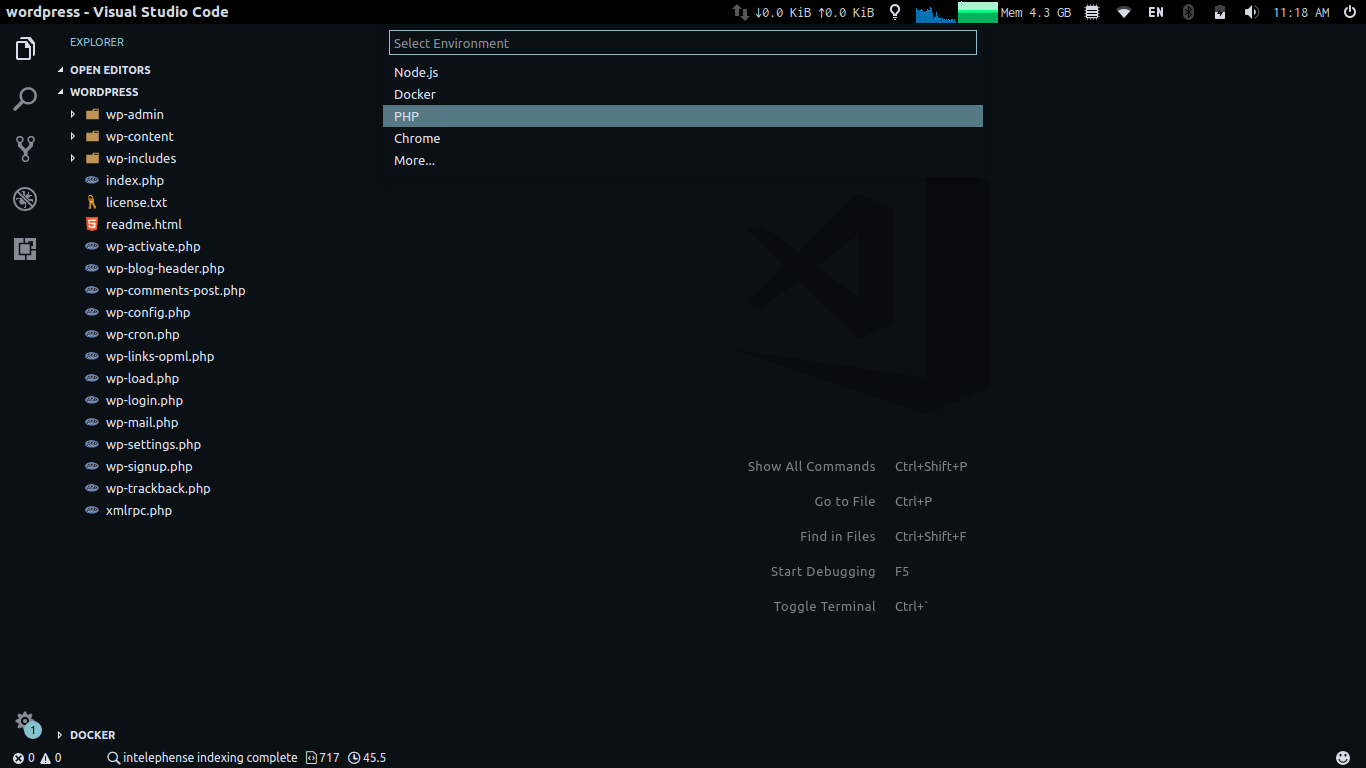 wordpress - Visual Studio Code
↓0.0 KiB ↑0.0 KiB Mem 4.3 GB EN 11:18 AM
EXPLORER
OPEN EDITORS
WORDPRESS
wp-admin
wp-content
wp-includes
index.php
license.txt
readme.html
wp-activate.php
wp-blog-header.php
wp-comments-post.php
wp-config.php
wp-cron.php
wp-links-opml.php
wp-load.php
wp-login.php
wp-mail.php
wp-settings.php
wp-signup.php
wp-trackback.php
xmlrpc.php
Select Environment
Node.js
Docker
PHP
Chrome
More...
Show All Commands Ctrl+Shift+P
Go to File Ctrl+P
Find in Files Ctrl+Shift+F
Start Debugging F5
Toggle Terminal Ctrl+`
1
DOCKER
0 0 intelephense indexing complete 717 45.5